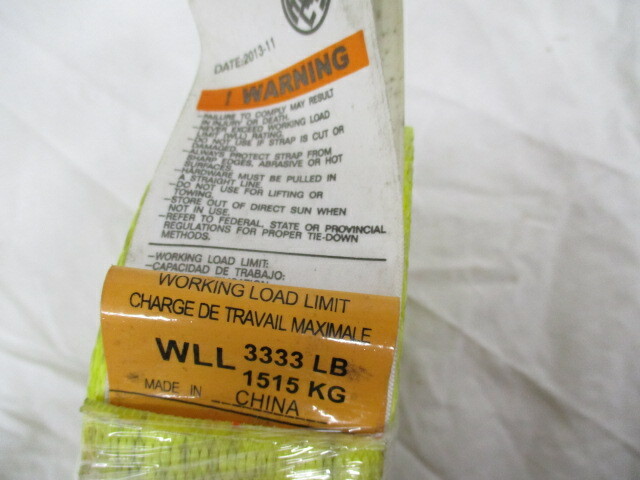 DATE:2013-11
! WARNING
-FAILURE TO COMPLY MAY RESULT
IN INJURY OR DEATH.
-NEVER EXCEED WORKING LOAD
LIMIT (WLL) RATING.
-DO NOT USE IF STRAP IS CUT OR
DAMAGED.
-ALWAYS PROTECT STRAP FROM
SHARP EDGES, ABRASIVE OR HOT
SURFACES.
-HARDWARE MUST BE PULLED IN
A STRAIGHT LINE.
-DO NOT USE FOR LIFTING OR
TOWING.
-STORE OUT OF DIRECT SUN WHEN
NOT IN USE.
-REFER TO FEDERAL, STATE OR PROVINCIAL
REGULATIONS FOR PROPER TIE-DOWN
METHODS.
-WORKING LOAD LIMIT:
-CAPACIDAD DE TRABAJO:
WORKING LOAD LIMIT
CHARGE DE TRAVAIL MAXIMALE
WLL 3333 LB
1515 KG
MADE IN CHINA